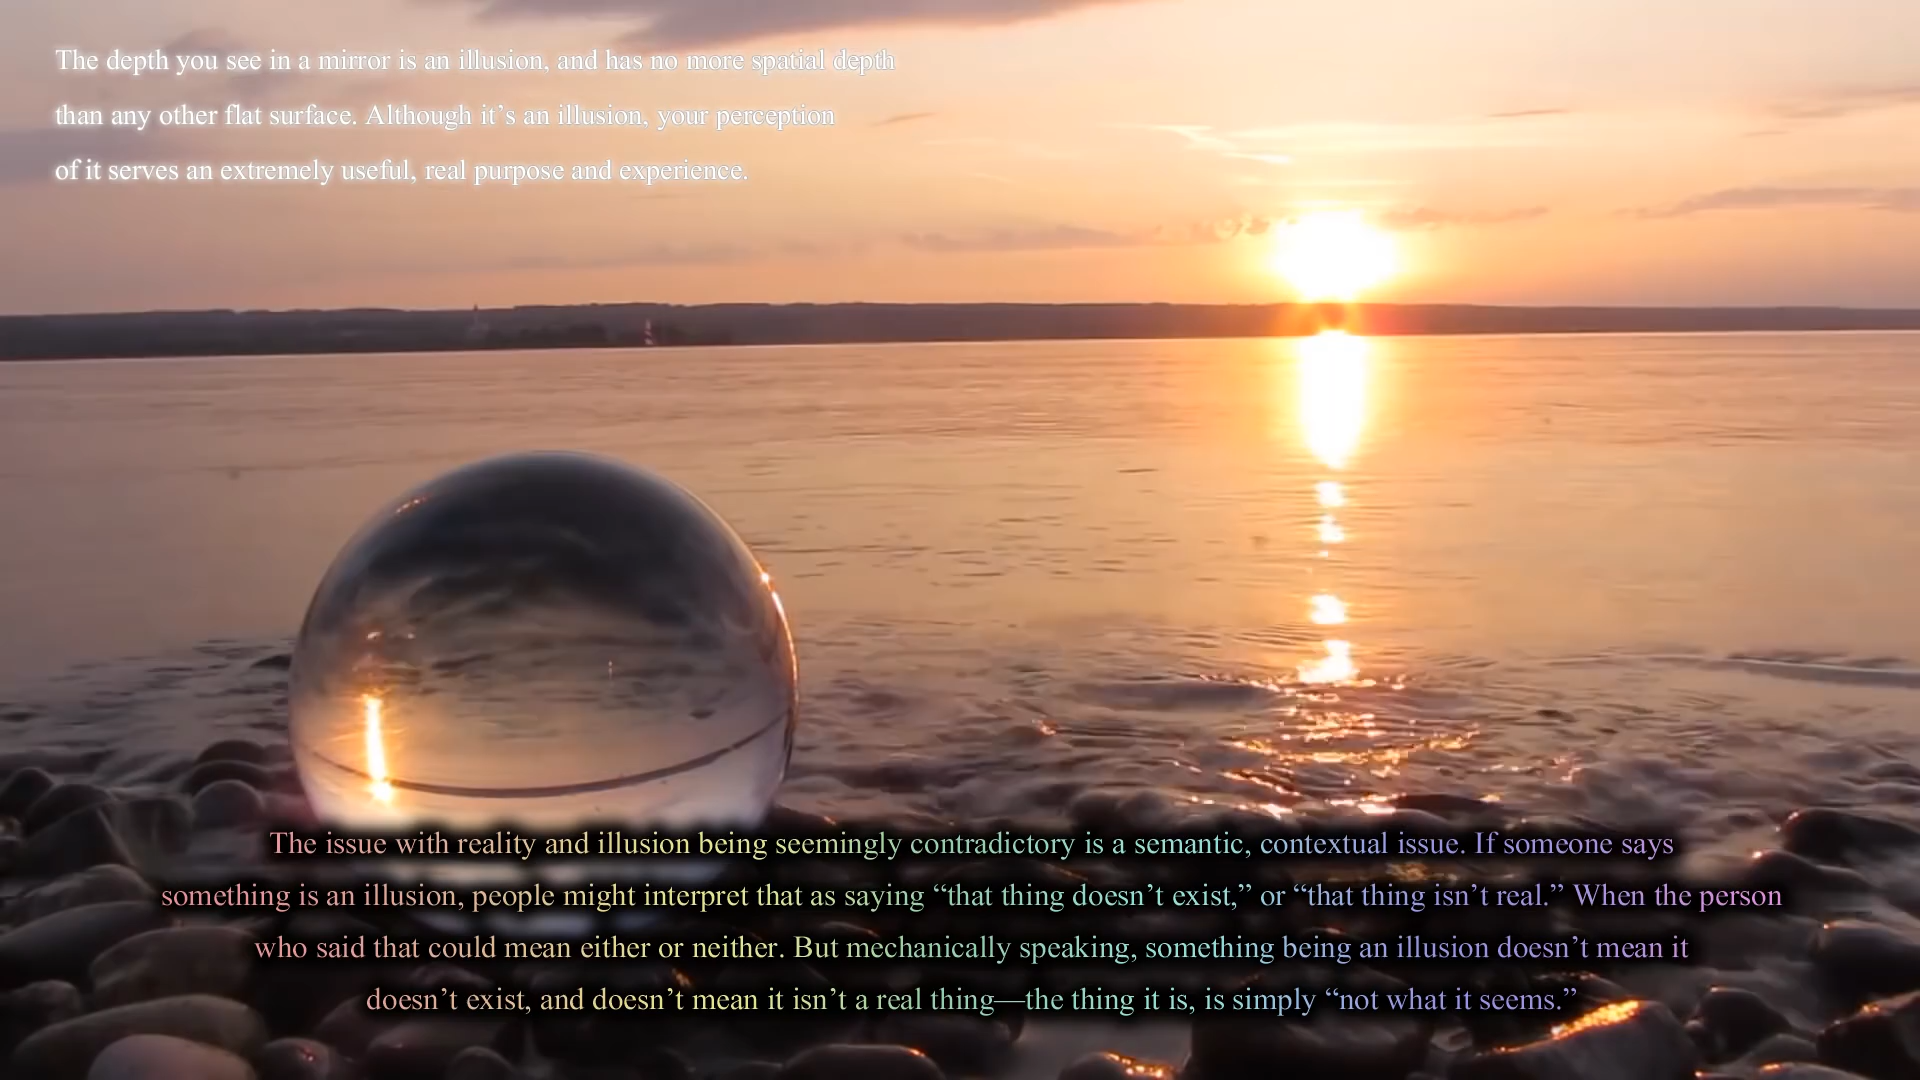 The depth you see in a mirror is an illusion, and has no more spatial depth
than any other flat surface. Although it’s an illusion, your perception
of it serves an extremely useful, real purpose and experience.
The issue with reality and illusion being seemingly contradictory is a semantic, contextual issue. If someone says
something is an illusion, people might interpret that as saying “that thing doesn’t exist,” or “that thing isn’t real.” When the person
who said that could mean either or neither. But mechanically speaking, something being an illusion doesn’t mean it
doesn’t exist, and doesn’t mean it isn’t a real thing—the thing it is, is simply “not what it seems.”